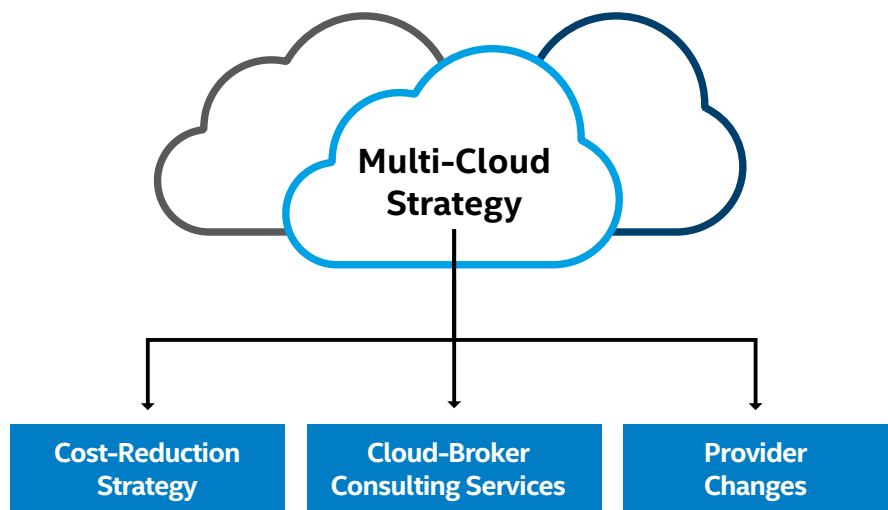 Multi-Cloud
Strategy
Cost-Reduction
Strategy
Cloud-Broker
Consulting Services
Provider
Changes